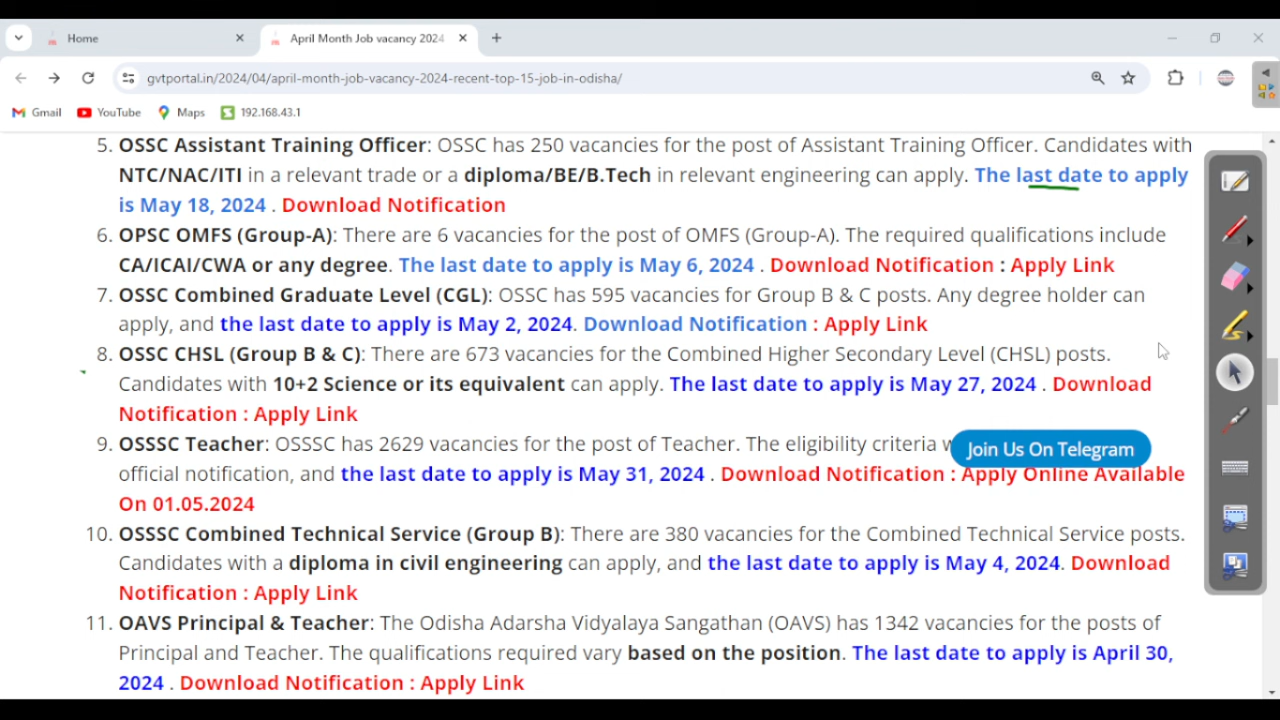 Home
April Month Job vacancy 2024
gvtportal.in/2024/04/april-month-job-vacancy-2024-recent-top-15-job-in-odisha/
Gmail YouTube Maps 192.168.43.1
5. OSSC Assistant Training Officer: OSSC has 250 vacancies for the post of Assistant Training Officer. Candidates with
NTC/NAC/ITI in a relevant trade or a diploma/BE/B.Tech in relevant engineering can apply. The last date to apply
is May 18, 2024 . Download Notification
6. OPSC OMFS (Group-A): There are 6 vacancies for the post of OMFS (Group-A). The required qualifications include
CA/ICAI/CWA or any degree. The last date to apply is May 6, 2024 . Download Notification : Apply Link
7. OSSC Combined Graduate Level (CGL): OSSC has 595 vacancies for Group B & C posts. Any degree holder can
apply, and the last date to apply is May 2, 2024. Download Notification : Apply Link
8. OSSC CHSL (Group B & C): There are 673 vacancies for the Combined Higher Secondary Level (CHSL) posts.
Candidates with 10+2 Science or its equivalent can apply. The last date to apply is May 27, 2024 . Download
Notification : Apply Link
9. OSSSC Teacher: OSSSC has 2629 vacancies for the post of Teacher. The eligibility criteria
Join Us On Telegram
official notification, and the last date to apply is May 31, 2024 . Download Notification : Apply Online Available
On 01.05.2024
10. OSSSC Combined Technical Service (Group B): There are 380 vacancies for the Combined Technical Service posts.
Candidates with a diploma in civil engineering can apply, and the last date to apply is May 4, 2024. Download
Notification : Apply Link
11. OAVS Principal & Teacher: The Odisha Adarsha Vidyalaya Sangathan (OAVS) has 1342 vacancies for the posts of
Principal and Teacher. The qualifications required vary based on the position. The last date to apply is April 30,
2024 . Download Notification : Apply Link